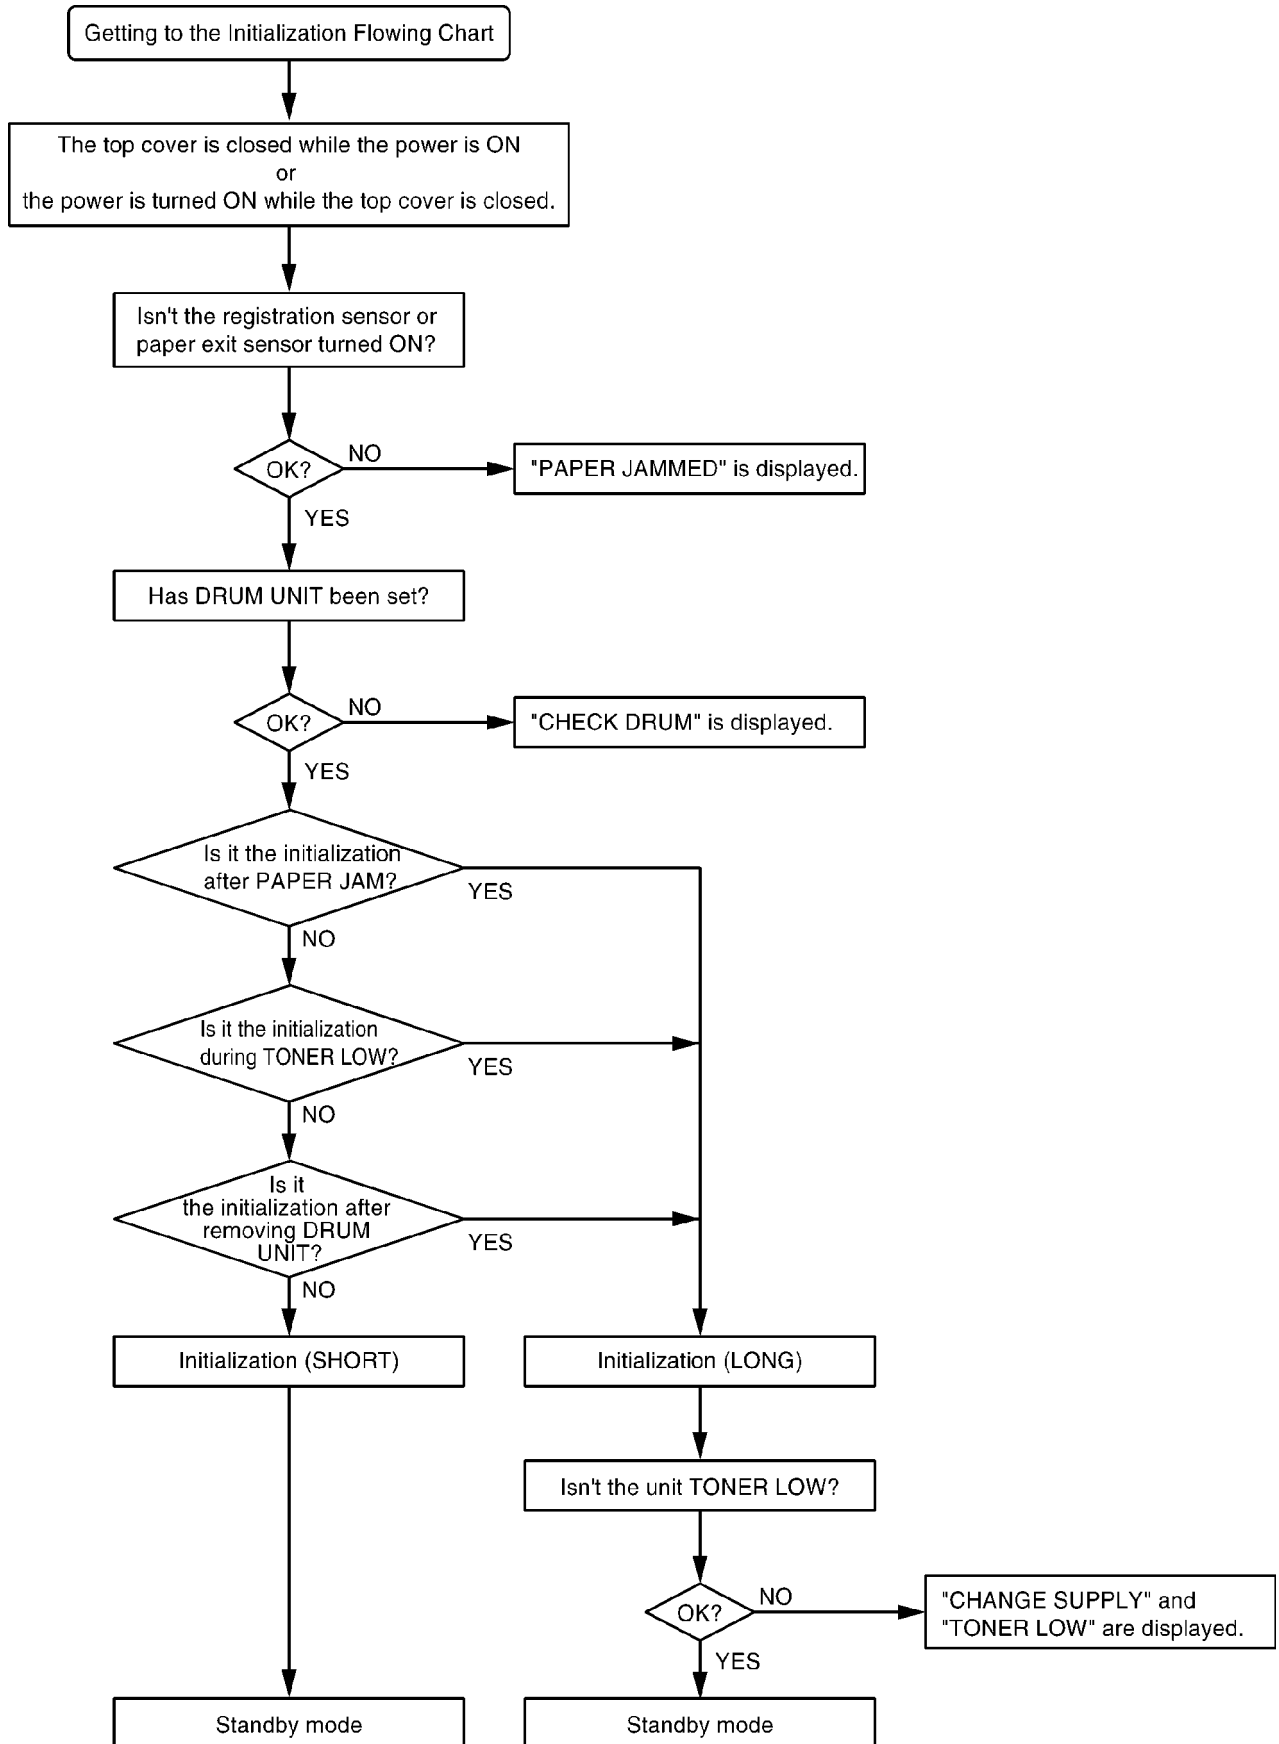 Getting to the Initialization Flowing Chart
The top cover is closed while the power is ON
or
the power is turned ON while the top cover is closed.
Isn't the registration sensor or
paper exit sensor turned ON?
OK?
NO
"PAPER JAMMED" is displayed.
YES
Has DRUM UNIT been set?
OK?
NO
"CHECK DRUM" is displayed.
YES
Is it the initialization
after PAPER JAM?
YES
NO
Is it the initialization
during TONER LOW?
YES
NO
Is it
the initialization after
removing DRUM
UNIT?
YES
NO
Initialization (SHORT)
Initialization (LONG)
Isn't the unit TONER LOW?
OK?
NO
"CHANGE SUPPLY" and
"TONER LOW" are displayed.
YES
Standby mode
Standby mode